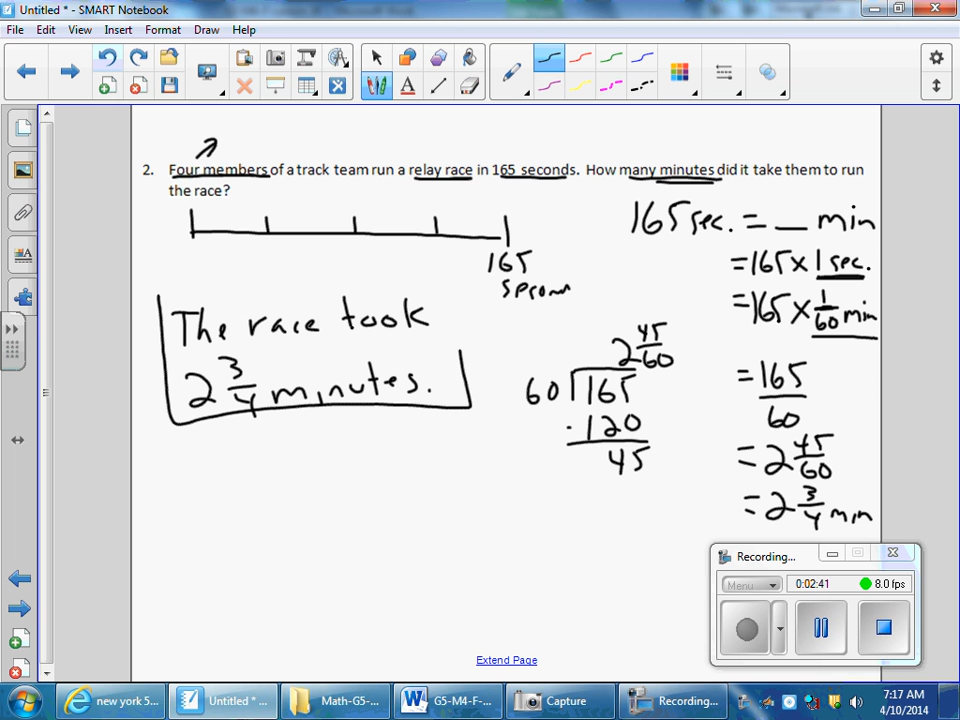 Untitled * - SMART Notebook
File Edit View Insert Format Draw Help
2. Four members of a track team run a relay race in 165 seconds. How many minutes did it take them to run
the race?
165 sec. = __ min
= 165 x 1 sec.
= 165 x 1/60 min
= 165/60
= 2 45/60
= 2 3/4 min
165
The race took
2 3/4 minutes.
2 45/60
60 165
- 120
45
Recording...
Menu 0:02:41 8.0 fps
Extend Page
new york 5... Untitled * ... Math-G5-... G5-M4-F-... Capture Recording...
7:17 AM
4/10/2014